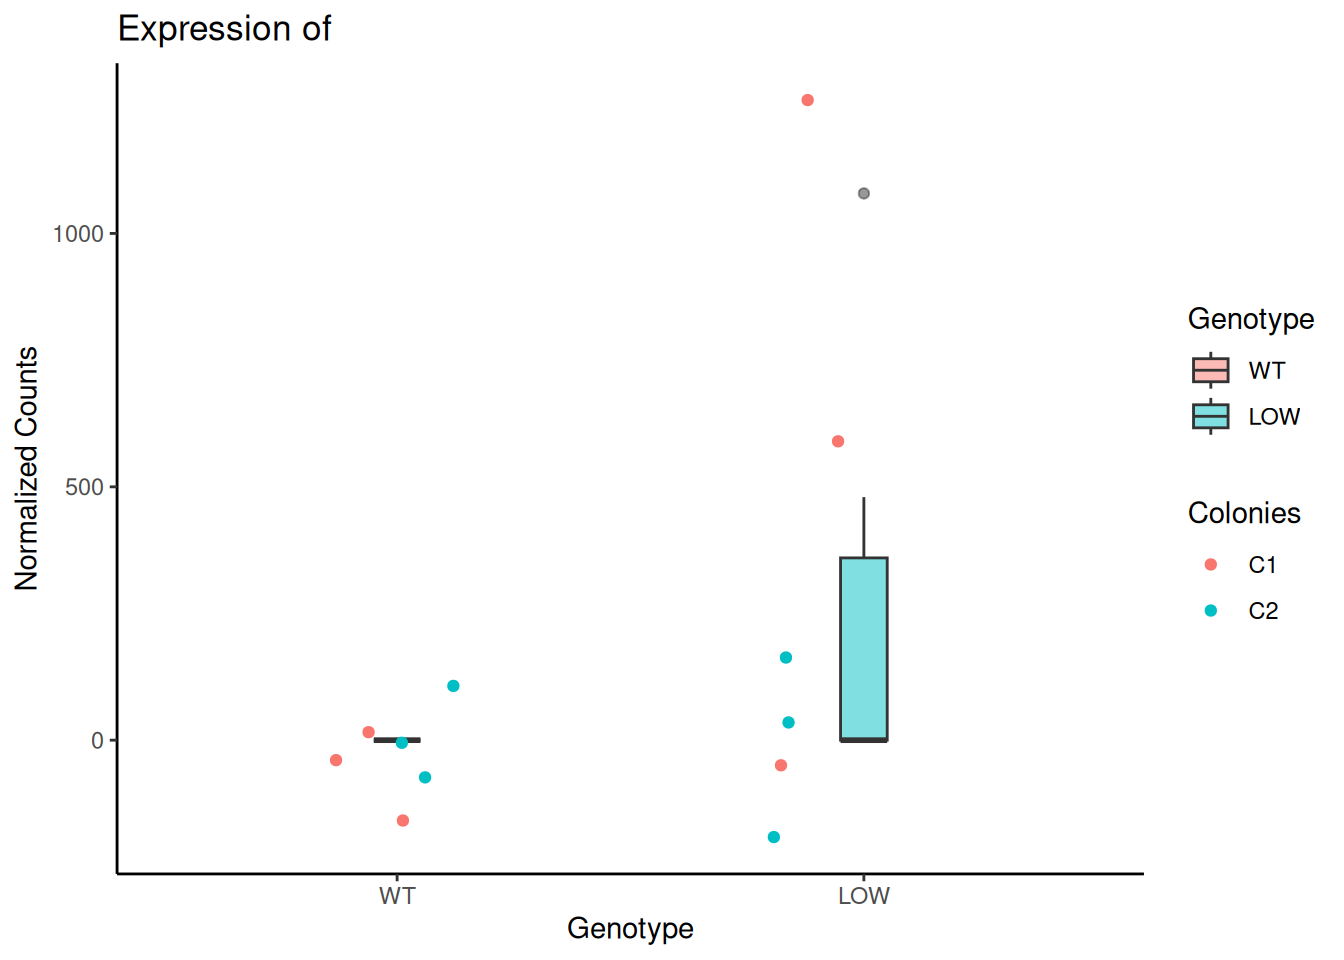 Expression of
Normalized Counts
1000
500
0
WT
LOW
Genotype
Genotype
WT
LOW
Colonies
C1
C2